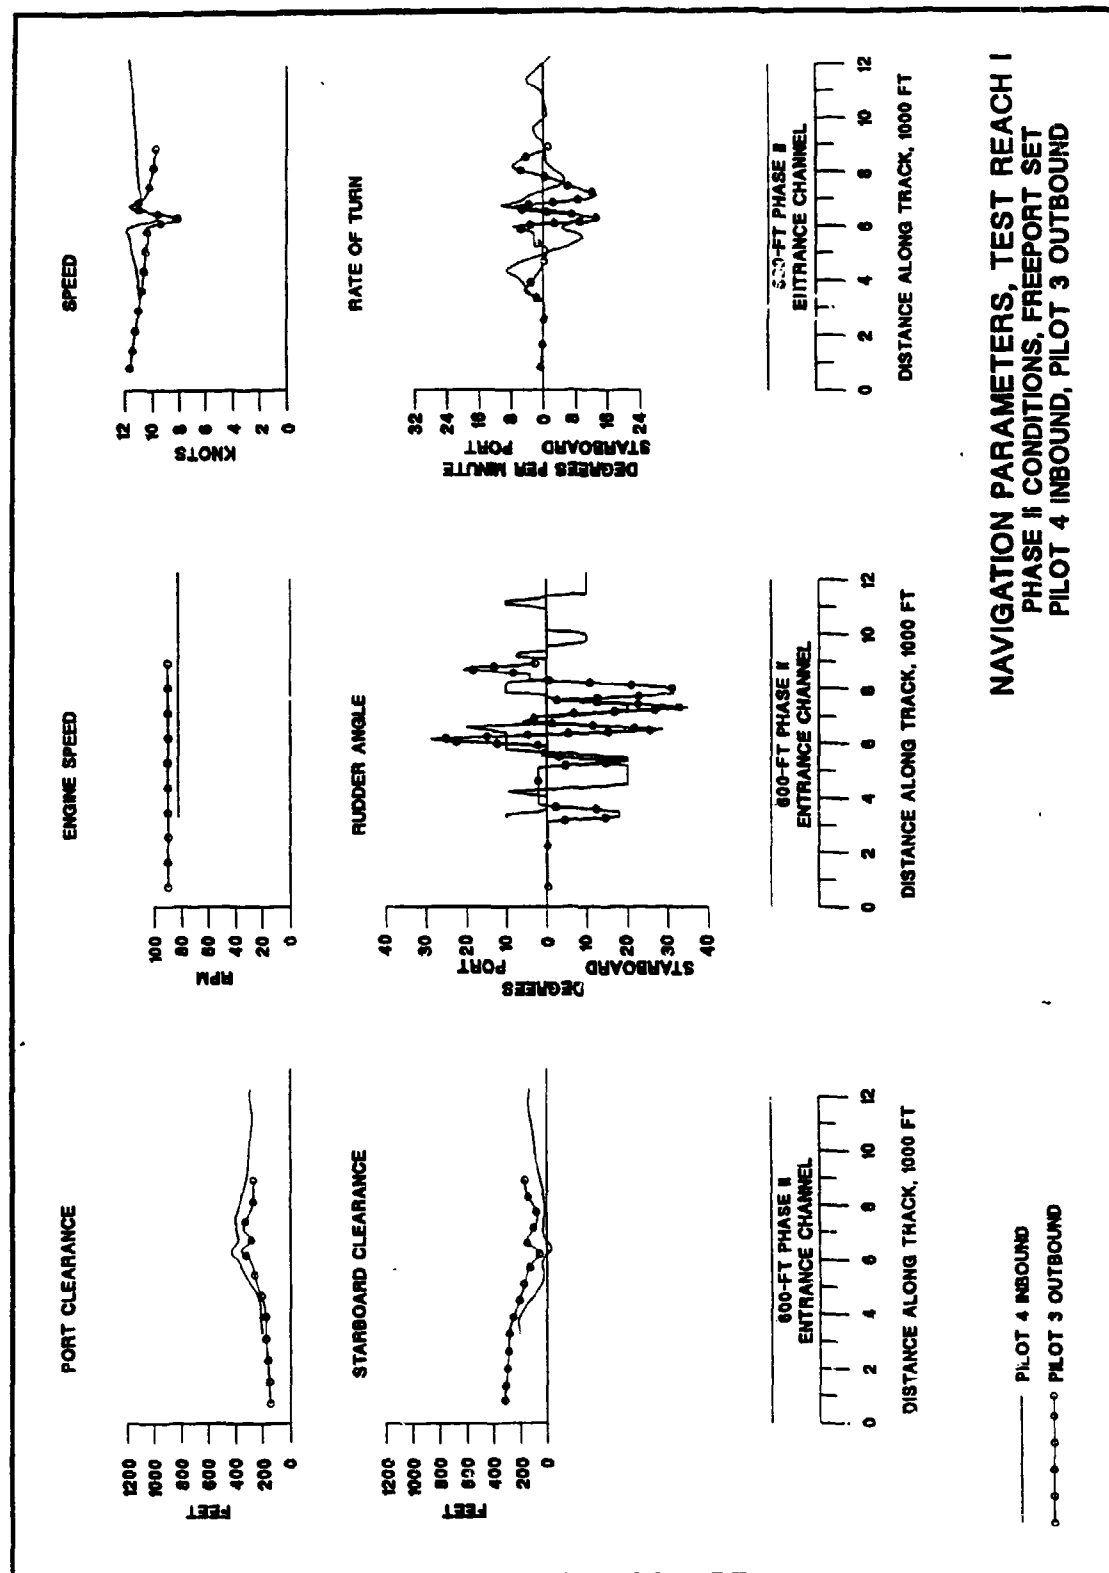 PORT CLEARANCE
1200
1000
800
600
400
200
0
FEET
STARBOARD CLEARANCE
1200
1000
800
600
400
200
0
FEET
600-FT PHASE II
ENTRANCE CHANNEL
0 2 4 6 8 10 12
DISTANCE ALONG TRACK, 1000 FT
ENGINE SPEED
100
80
60
40
20
0
RPM
RUDDER ANGLE
40
30
20
10
0
10
20
30
40
DEGREES
PORT
STARBOARD
600-FT PHASE II
ENTRANCE CHANNEL
0 2 4 6 8 10 12
DISTANCE ALONG TRACK, 1000 FT
SPEED
12
10
8
6
4
2
0
KNOTS
RATE OF TURN
32
24
16
8
0
8
16
24
DEGREES PER MINUTE
PORT
STARBOARD
600-FT PHASE II
ENTRANCE CHANNEL
0 2 4 6 8 10 12
DISTANCE ALONG TRACK, 1000 FT
PILOT 4 INBOUND
PILOT 3 OUTBOUND
NAVIGATION PARAMETERS, TEST REACH I
PHASE II CONDITIONS, FREEPORT SET
PILOT 4 INBOUND, PILOT 3 OUTBOUND